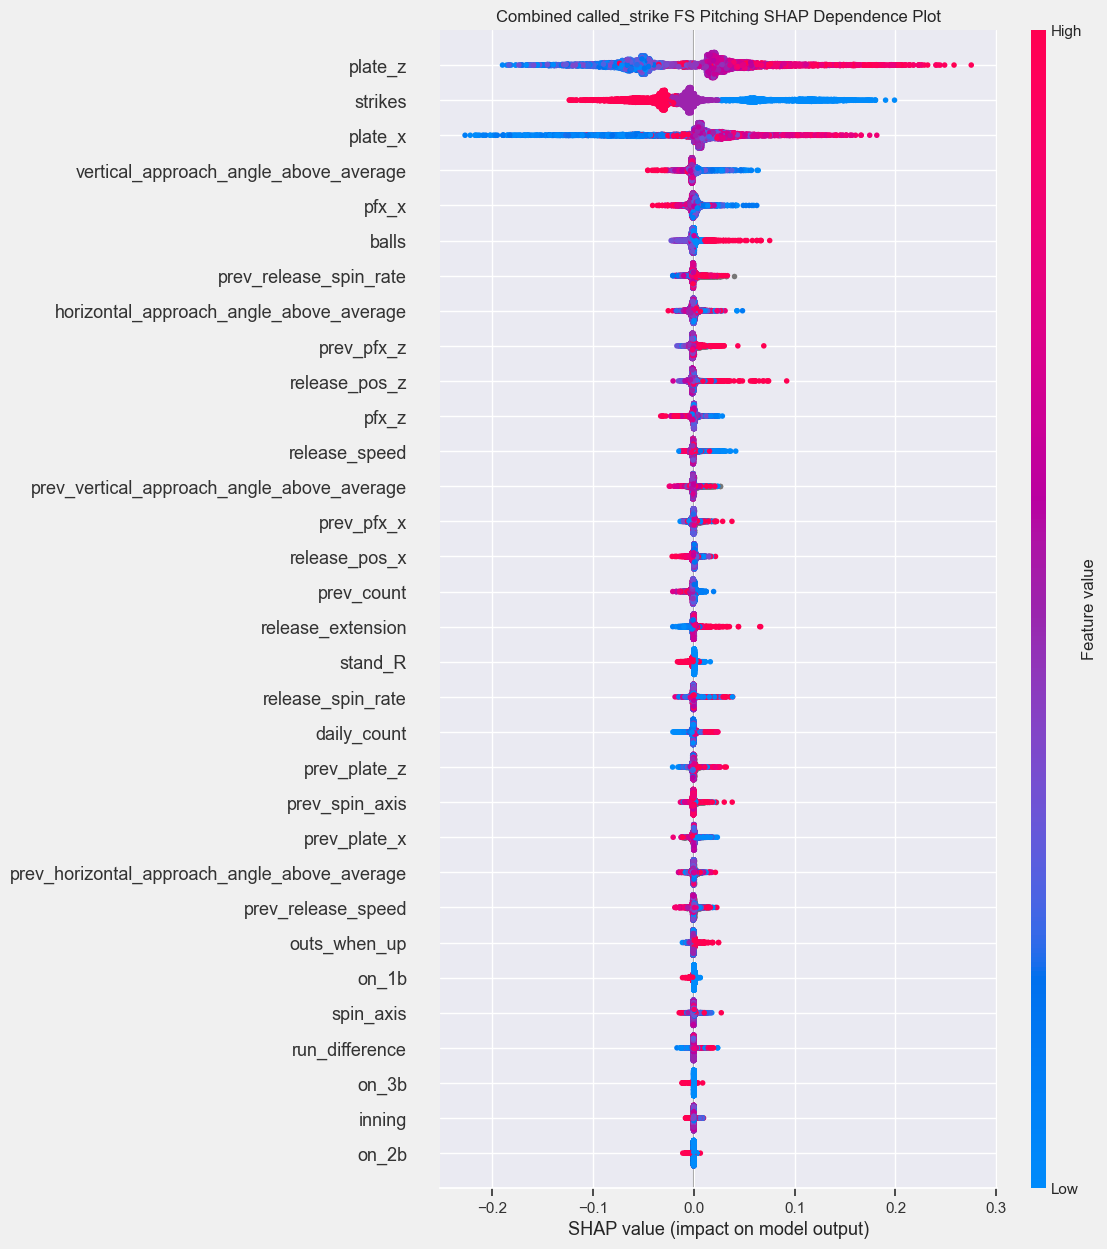 Combined called_strike FS Pitching SHAP Dependence Plot
High
plate_z
strikes
plate_x
vertical_approach_angle_above_average
pfx_x
balls
prev_release_spin_rate
horizontal_approach_angle_above_average
prev_pfx_z
release_pos_z
pfx_z
release_speed
prev_vertical_approach_angle_above_average
prev_pfx_x
release_pos_x
prev_count
release_extension
stand_R
release_spin_rate
daily_count
prev_plate_z
prev_spin_axis
prev_plate_x
prev_horizontal_approach_angle_above_average
prev_release_speed
outs_when_up
on_1b
spin_axis
run_difference
on_3b
inning
on_2b
Feature value
Low
−0.2 −0.1 0.0 0.1 0.2 0.3
SHAP value (impact on model output)